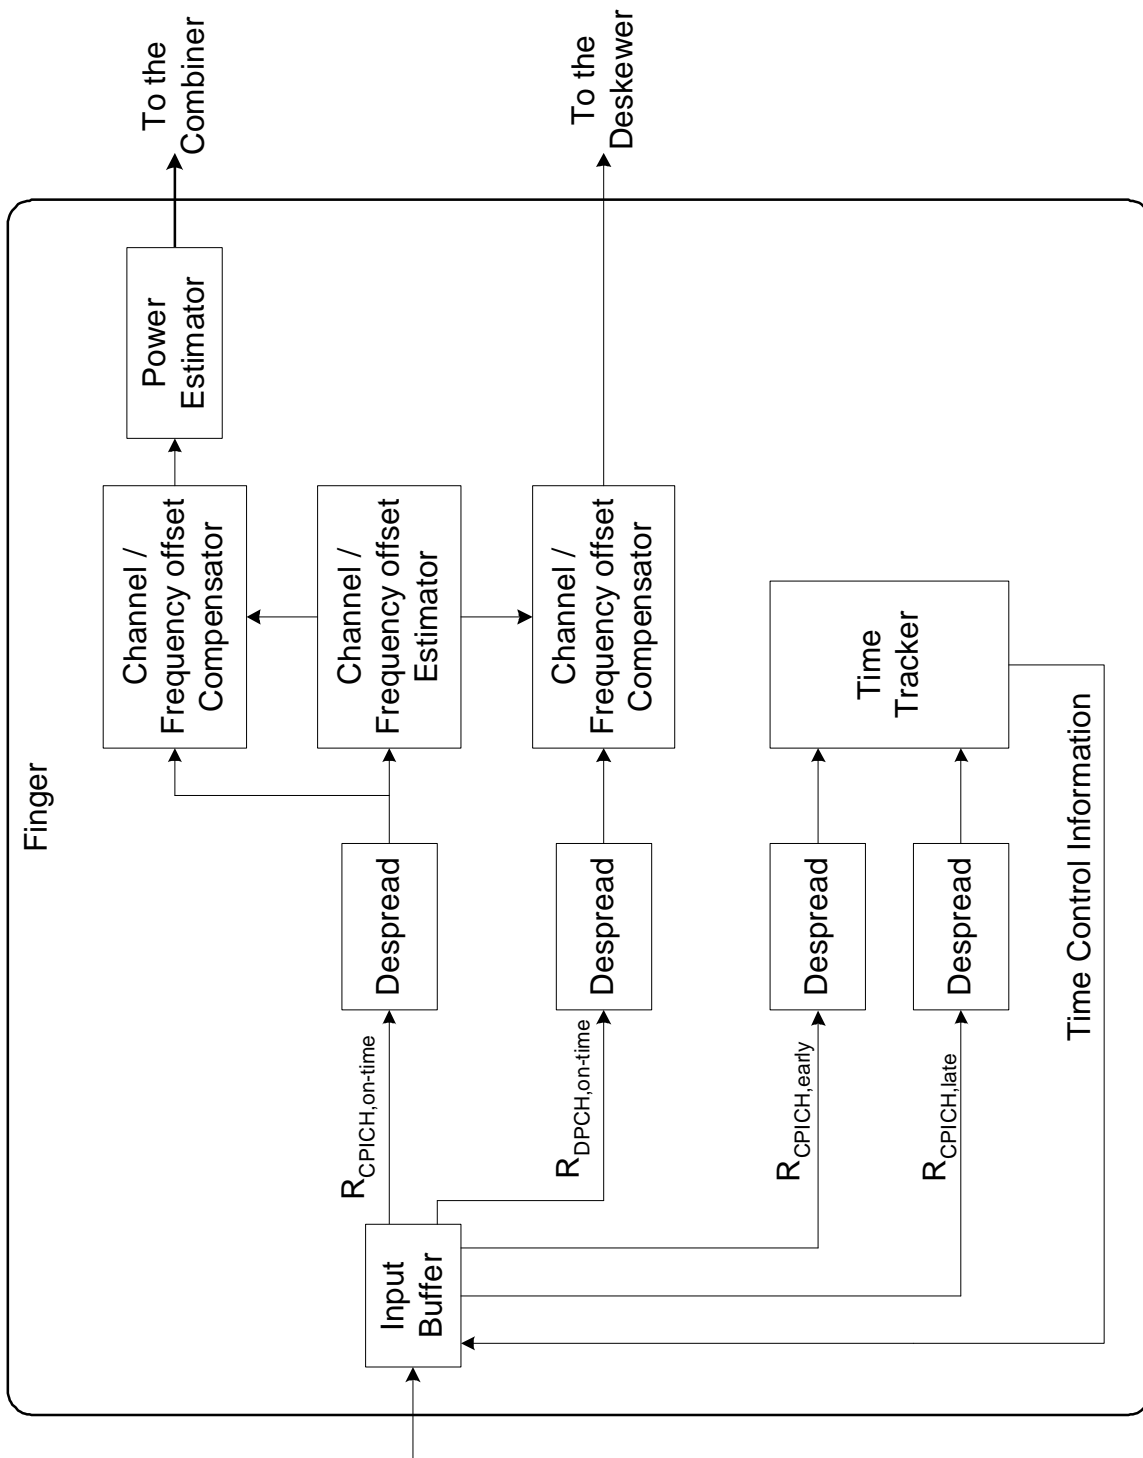 Finger
Input
Buffer
R_CPICH,on-time
R_DPCH,on-time
R_CPICH,early
R_CPICH,late
Despread
Despread
Despread
Despread
Channel /
Frequency offset
Compensator
Channel /
Frequency offset
Estimator
Channel /
Frequency offset
Compensator
Time
Tracker
Time Control Information
Power
Estimator
To the
Combiner
To the
Deskewer